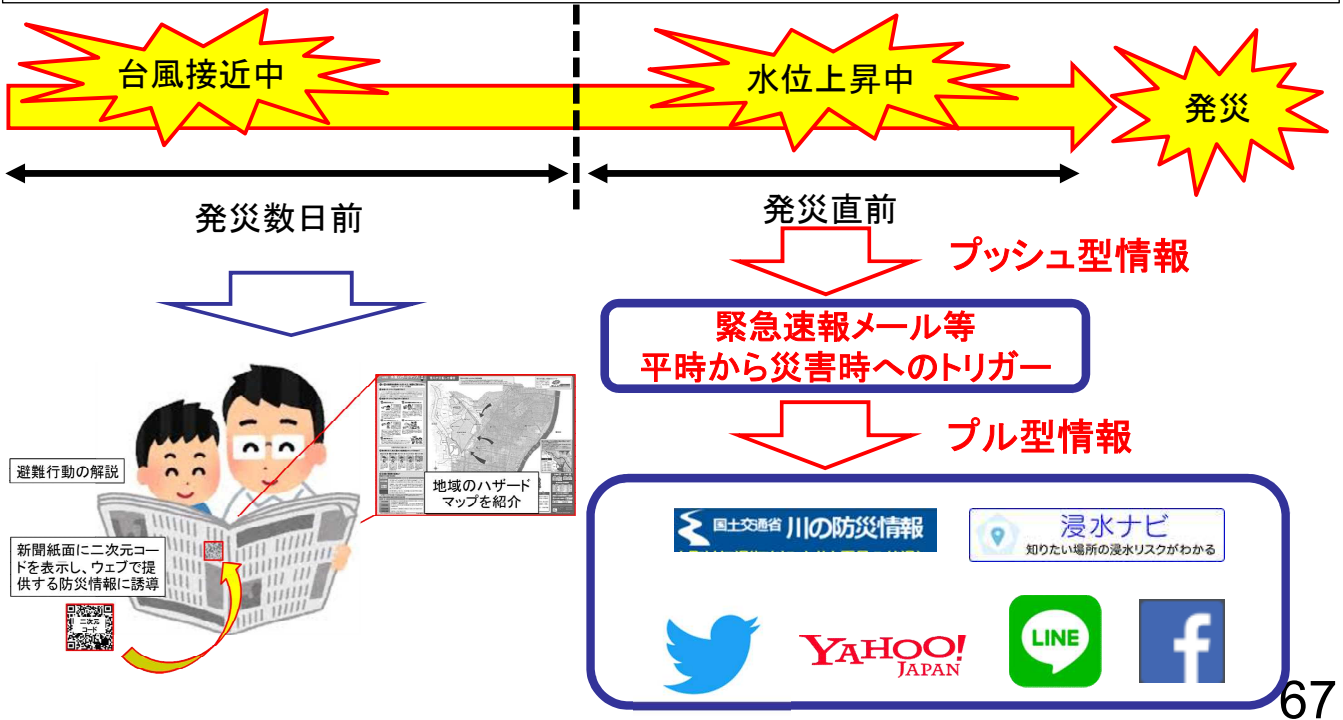 台風接近中
水位上昇中
発災
発災数日前
発災直前
プッシュ型情報
緊急速報メール等
平時から災害時へのトリガー
プル型情報
避難行動の解説
地域のハザード
マップを紹介
新聞紙面に二次元コー
ドを表示し、ウェブで提
供する防災情報に誘導
二次元
コード
国土交通省 川の防災情報
浸水ナビ
知りたい場所の浸水リスクがわかる
YAHOO!
JAPAN
LINE
f
67